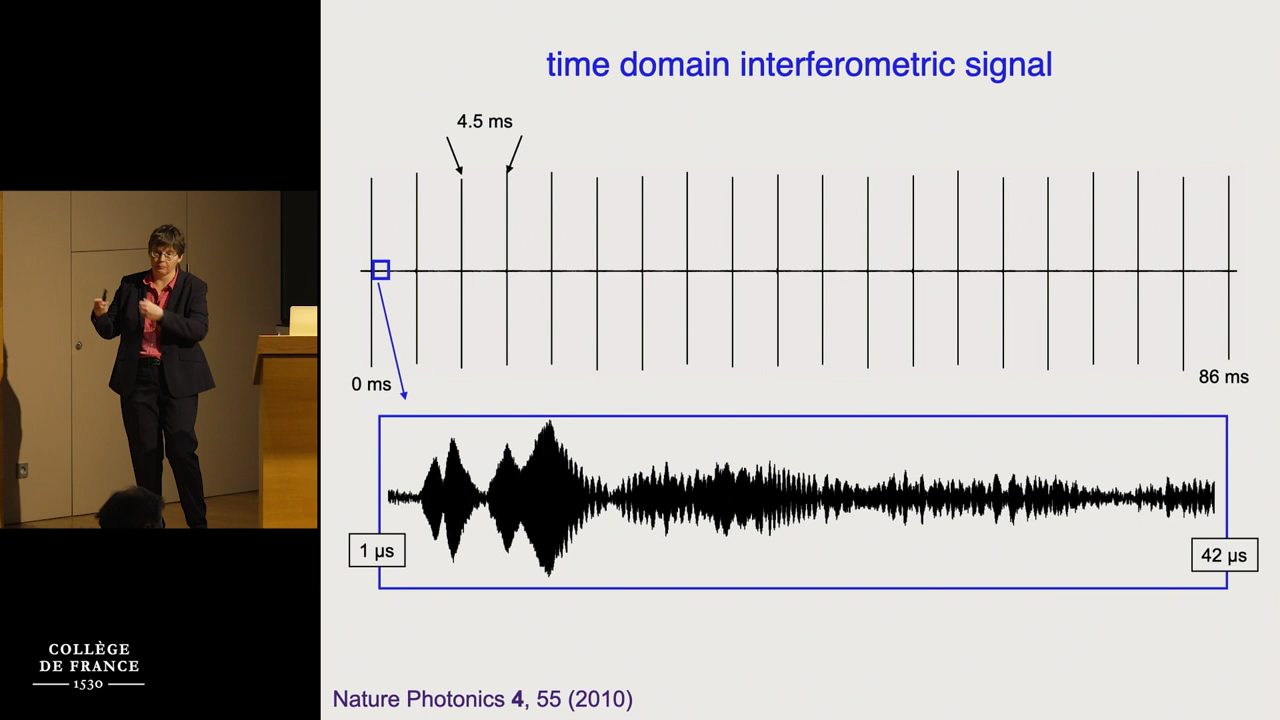 time domain interferometric signal
4.5 ms
0 ms
86 ms
1 µs
42 µs
Nature Photonics 4, 55 (2010)
COLLÈGE
DE FRANCE
1530